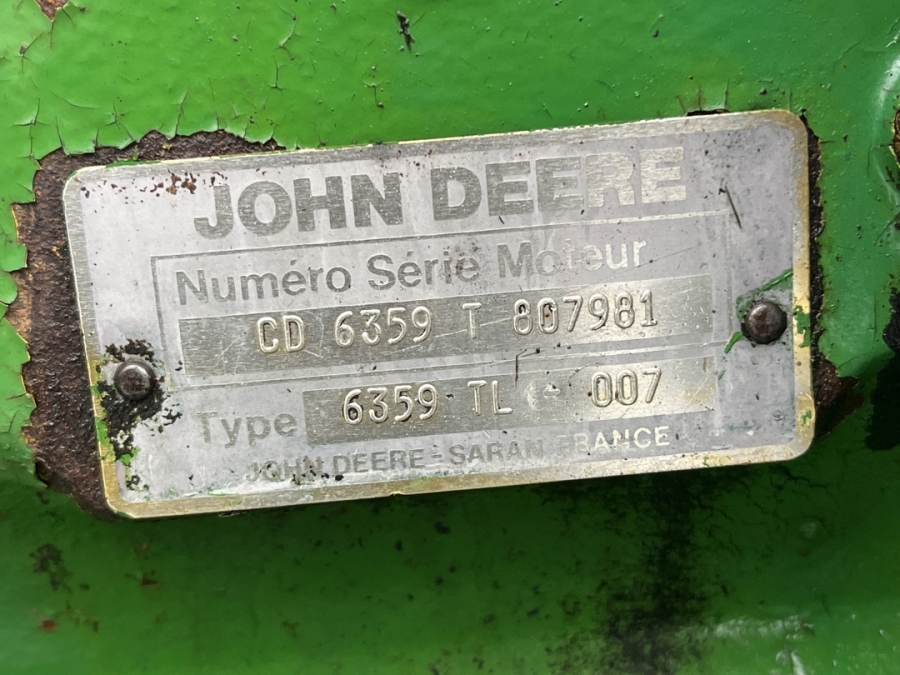 JOHN DEERE
Numéro Série Moteur
CD 6359 T 807981
Type 6359 TL - 007
JOHN DEERE - SARAN FRANCE